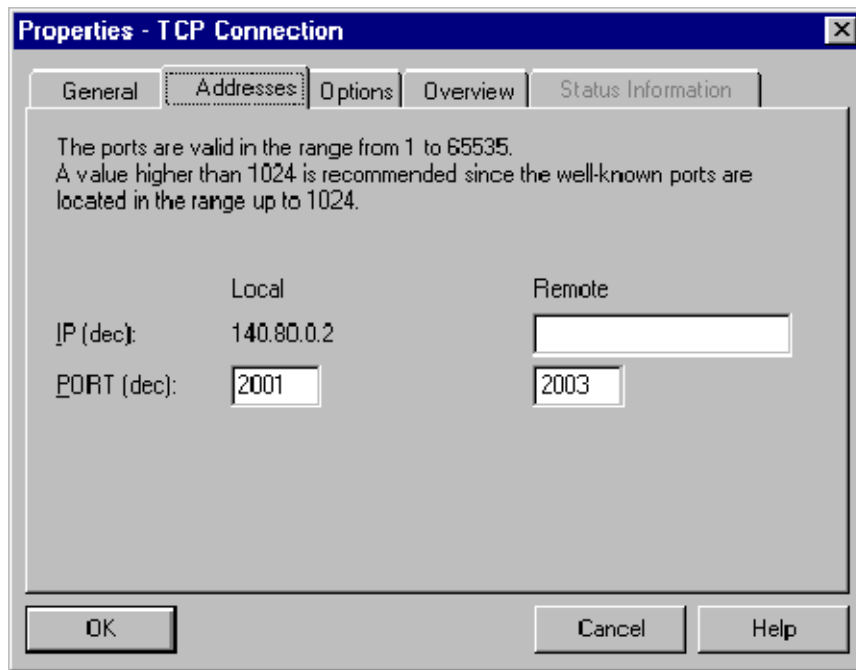 Properties - TCP Connection
General Addresses Options Overview Status Information
The ports are valid in the range from 1 to 65535.
A value higher than 1024 is recommended since the well-known ports are
located in the range up to 1024.
Local Remote
IP (dec): 140.80.0.2
PORT (dec): 2001 2003
OK Cancel Help